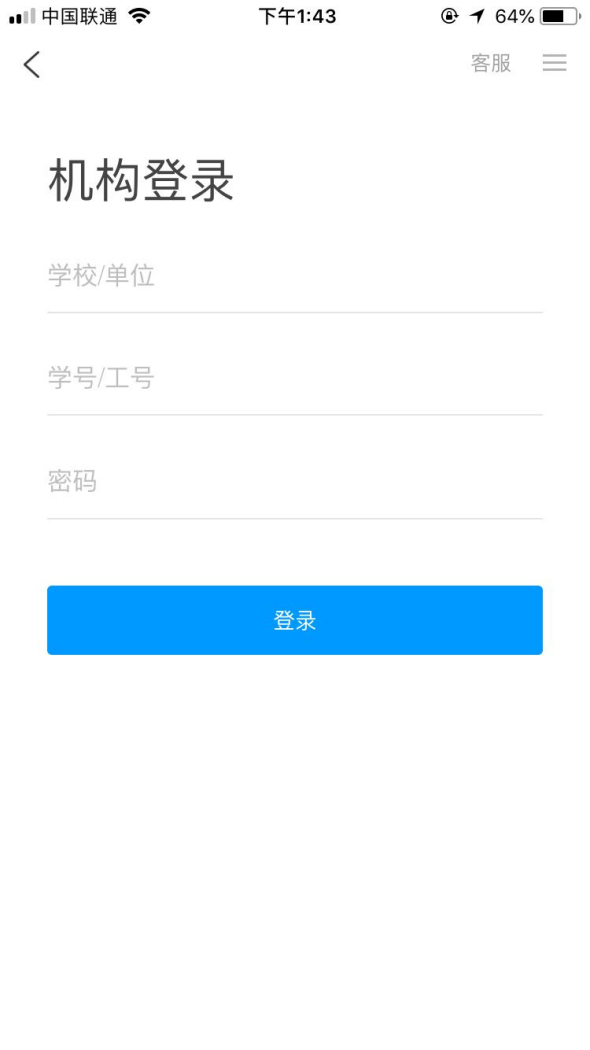 中国联通
下午1:43
64%
客服
机构登录
学校/单位
学号/工号
密码
登录